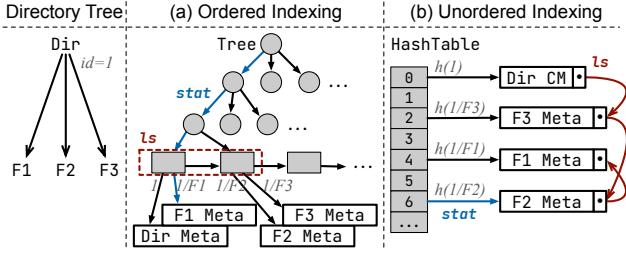 Directory Tree
Dir
id=1
F1 F2 F3
(a) Ordered Indexing
Tree
stat
...
...
ls
...
1 1/F1 1/F2 1/F3
F1 Meta F3 Meta
Dir Meta F2 Meta
(b) Unordered Indexing
HashTable
ls
0 h(1) Dir CM
1
2 h(1/F3) F3 Meta
3
4 h(1/F1) F1 Meta
5
6 h(1/F2) F2 Meta
stat
...